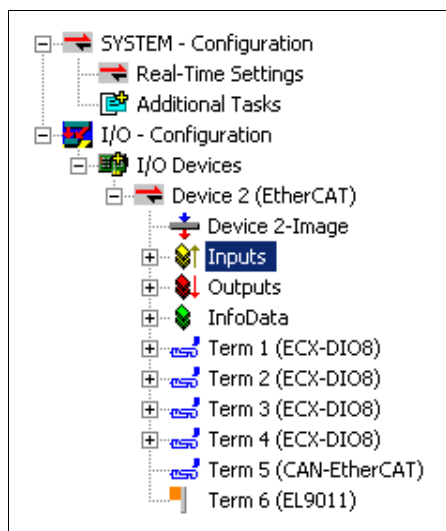 SYSTEM - Configuration
Real-Time Settings
Additional Tasks
I/O - Configuration
I/O Devices
Device 2 (EtherCAT)
Device 2-Image
Inputs
Outputs
InfoData
Term 1 (ECX-DIO8)
Term 2 (ECX-DIO8)
Term 3 (ECX-DIO8)
Term 4 (ECX-DIO8)
Term 5 (CAN-EtherCAT)
Term 6 (EL9011)